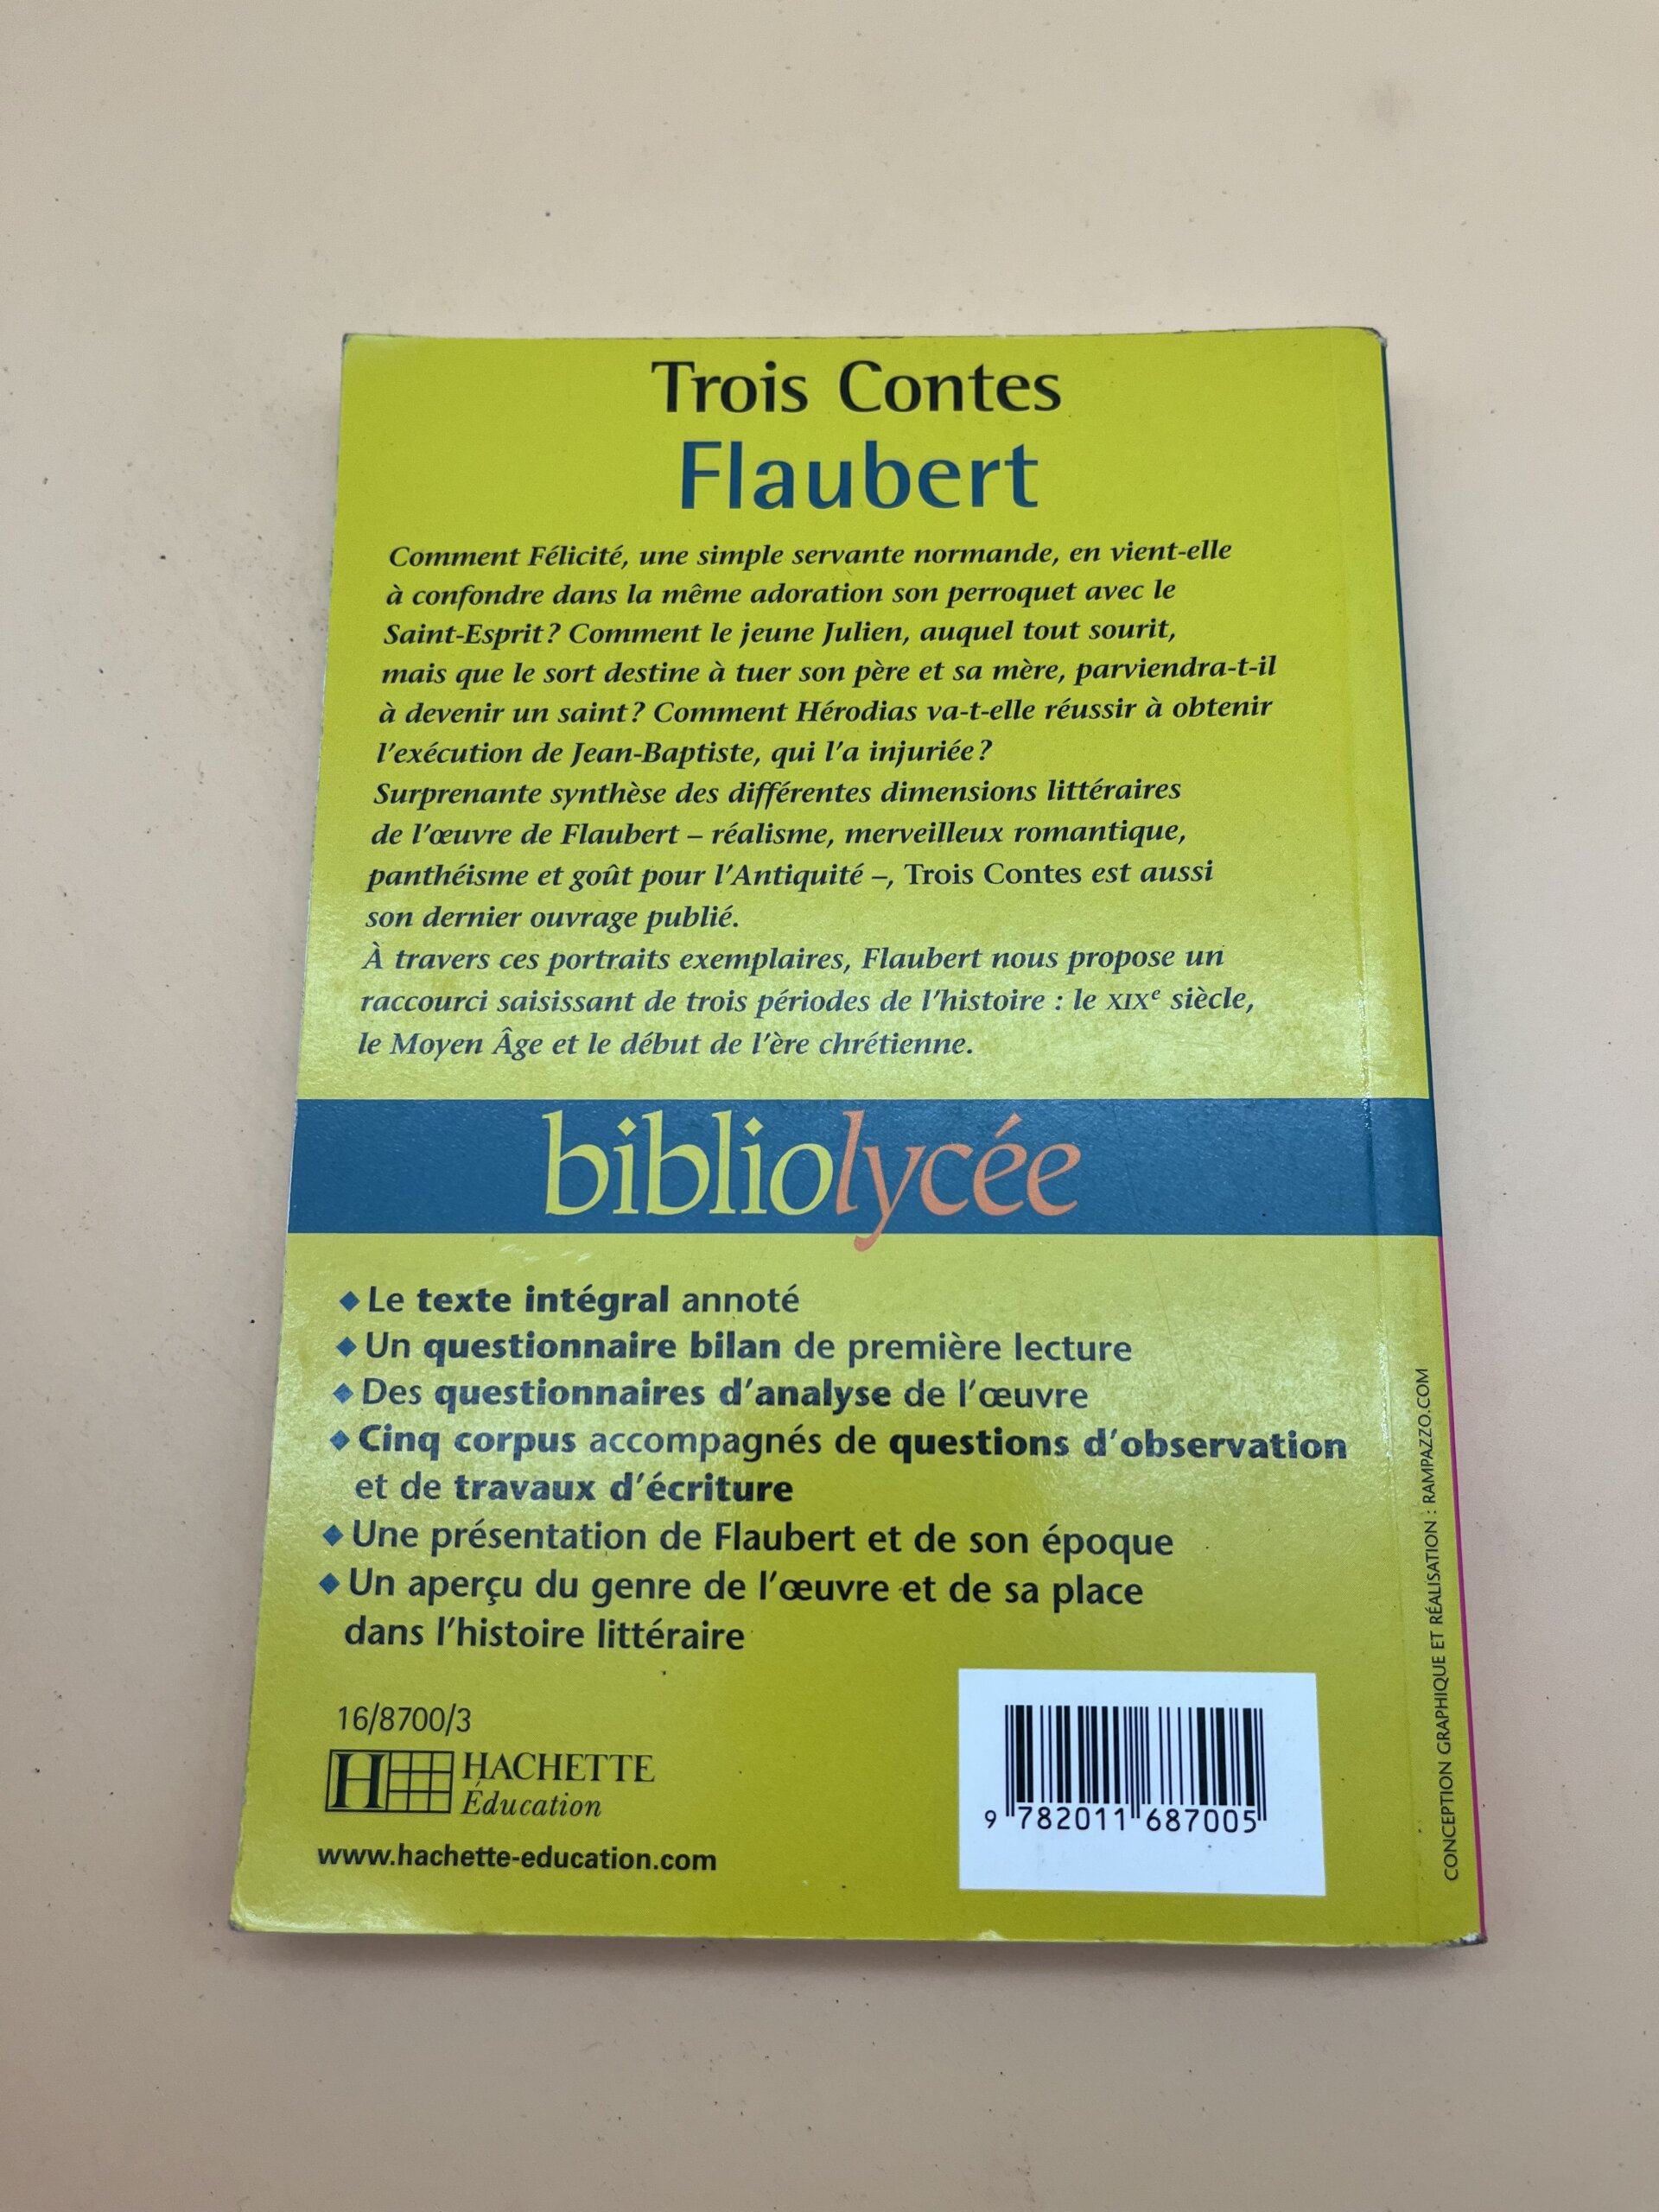 Trois Contes
Flaubert
Comment Félicité, une simple servante normande, en vient-elle
à confondre dans la même adoration son perroquet avec le
Saint-Esprit? Comment le jeune Julien, auquel tout sourit,
mais que le sort destine à tuer son père et sa mère, parviendra-t-il
à devenir un saint? Comment Hérodias va-t-elle réussir à obtenir
l'exécution de Jean-Baptiste, qui l'a injuriée?
Surprenante synthèse des différentes dimensions littéraires
de l'œuvre de Flaubert – réalisme, merveilleux romantique,
panthéisme et goût pour l'Antiquité –, Trois Contes est aussi
son dernier ouvrage publié.
À travers ces portraits exemplaires, Flaubert nous propose un
raccourci saisissant de trois périodes de l'histoire : le XIXe siècle,
le Moyen Âge et le début de l'ère chrétienne.
bibliolycée
◆ Le texte intégral annoté
◆ Un questionnaire bilan de première lecture
◆ Des questionnaires d'analyse de l'œuvre
◆ Cinq corpus accompagnés de questions d'observation
et de travaux d'écriture
◆ Une présentation de Flaubert et de son époque
◆ Un aperçu du genre de l'œuvre et de sa place
dans l'histoire littéraire
16/8700/3
H HACHETTE
Éducation
www.hachette-education.com
9 782011 687005
CONCEPTION GRAPHIQUE ET RÉALISATION : RAMPAZZO.COM